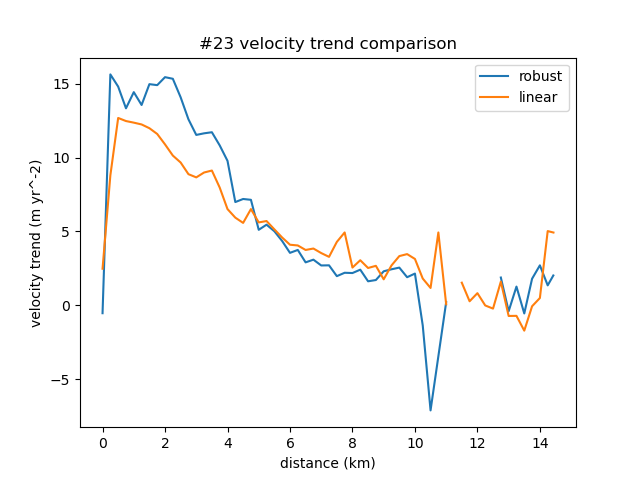 #23 velocity trend comparison
robust
linear
15
10
5
0
−5
velocity trend (m yr^-2)
0 2 4 6 8 10 12 14
distance (km)